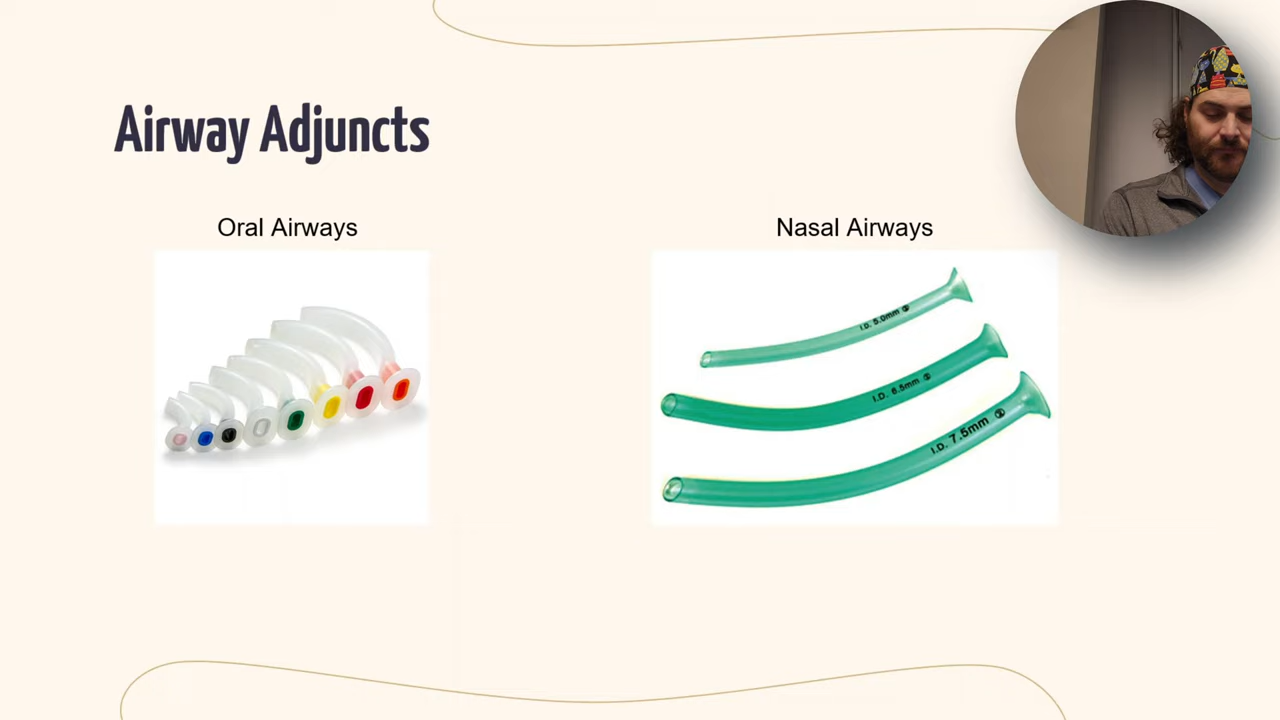 Airway Adjuncts
Oral Airways
Nasal Airways
I.D. 5.0mm
I.D. 6.5mm
I.D. 7.5mm